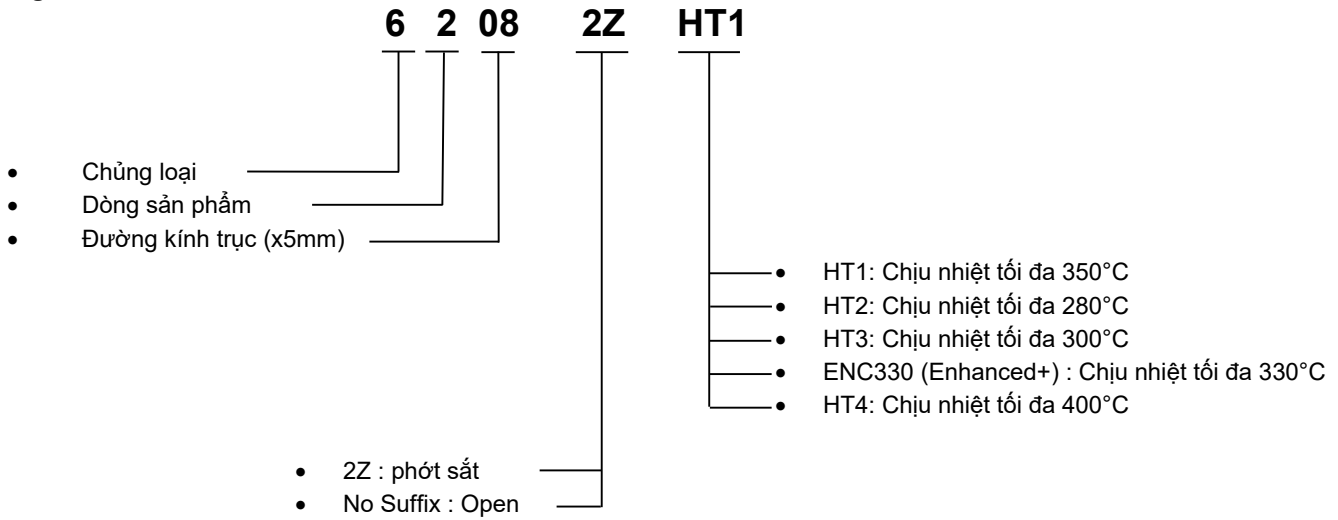 6 2 08 2Z HT1
• Chủng loại
• Dòng sản phẩm
• Đường kính trục (x5mm)
• HT1: Chịu nhiệt tối đa 350°C
• HT2: Chịu nhiệt tối đa 280°C
• HT3: Chịu nhiệt tối đa 300°C
• ENC330 (Enhanced+) : Chịu nhiệt tối đa 330°C
• HT4: Chịu nhiệt tối đa 400°C
• 2Z : phớt sắt
• No Suffix : Open